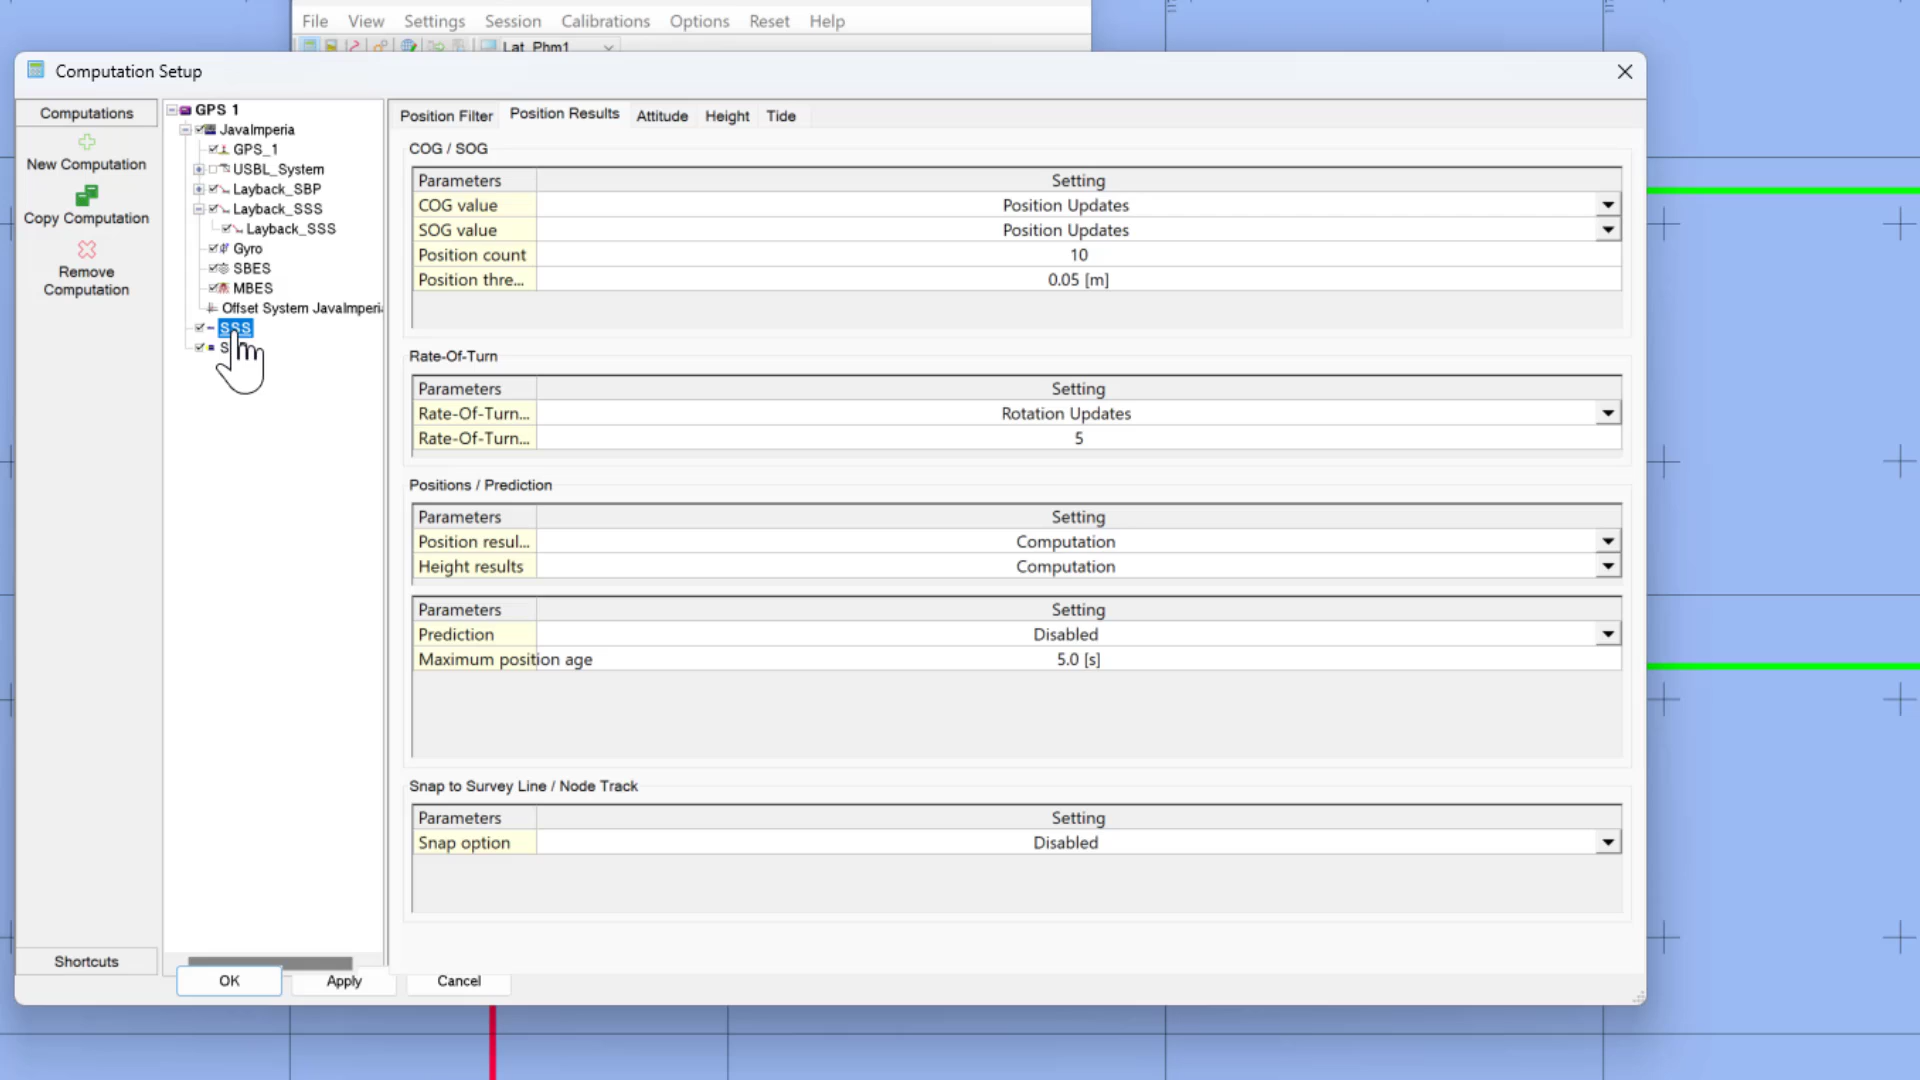 File View Settings Session Calibrations Options Reset Help
Lat_Phm1
Computation Setup
Computations
New Computation
Copy Computation
Remove
Computation
Shortcuts
GPS 1
JavaImperia
GPS_1
USBL_System
Layback_SBP
Layback_SSS
Layback_SSS
Gyro
SBES
MBES
Offset System JavaImperia
SSS
Position Filter Position Results Attitude Height Tide
COG / SOG
Parameters Setting
COG value Position Updates
SOG value Position Updates
Position count 10
Position thre... 0.05 [m]
Rate-Of-Turn
Parameters Setting
Rate-Of-Turn... Rotation Updates
Rate-Of-Turn... 5
Positions / Prediction
Parameters Setting
Position resul... Computation
Height results Computation
Parameters Setting
Prediction Disabled
Maximum position age 5.0 [s]
Snap to Survey Line / Node Track
Parameters Setting
Snap option Disabled
OK Apply Cancel